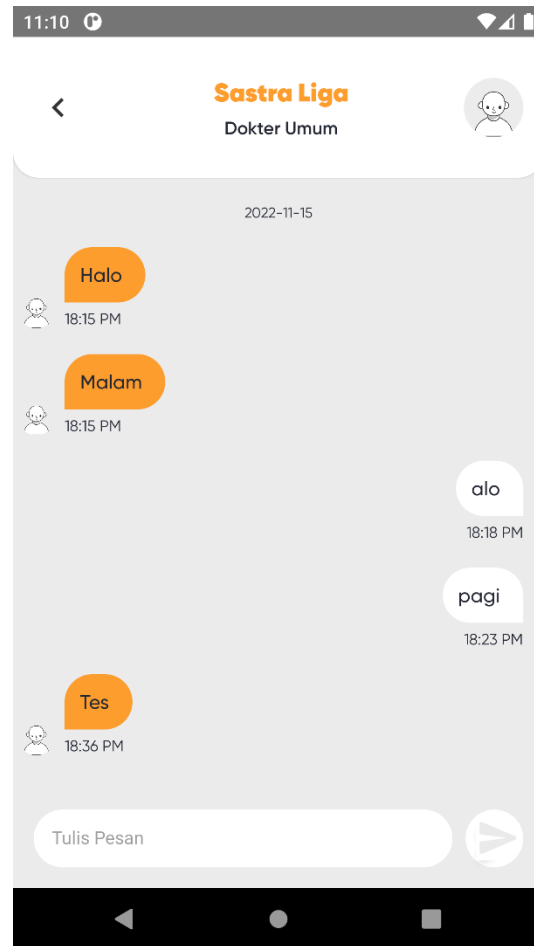 11:10
Sastra Liga
Dokter Umum
2022-11-15
Halo
18:15 PM
Malam
18:15 PM
alo
18:18 PM
pagi
18:23 PM
Tes
18:36 PM
Tulis Pesan